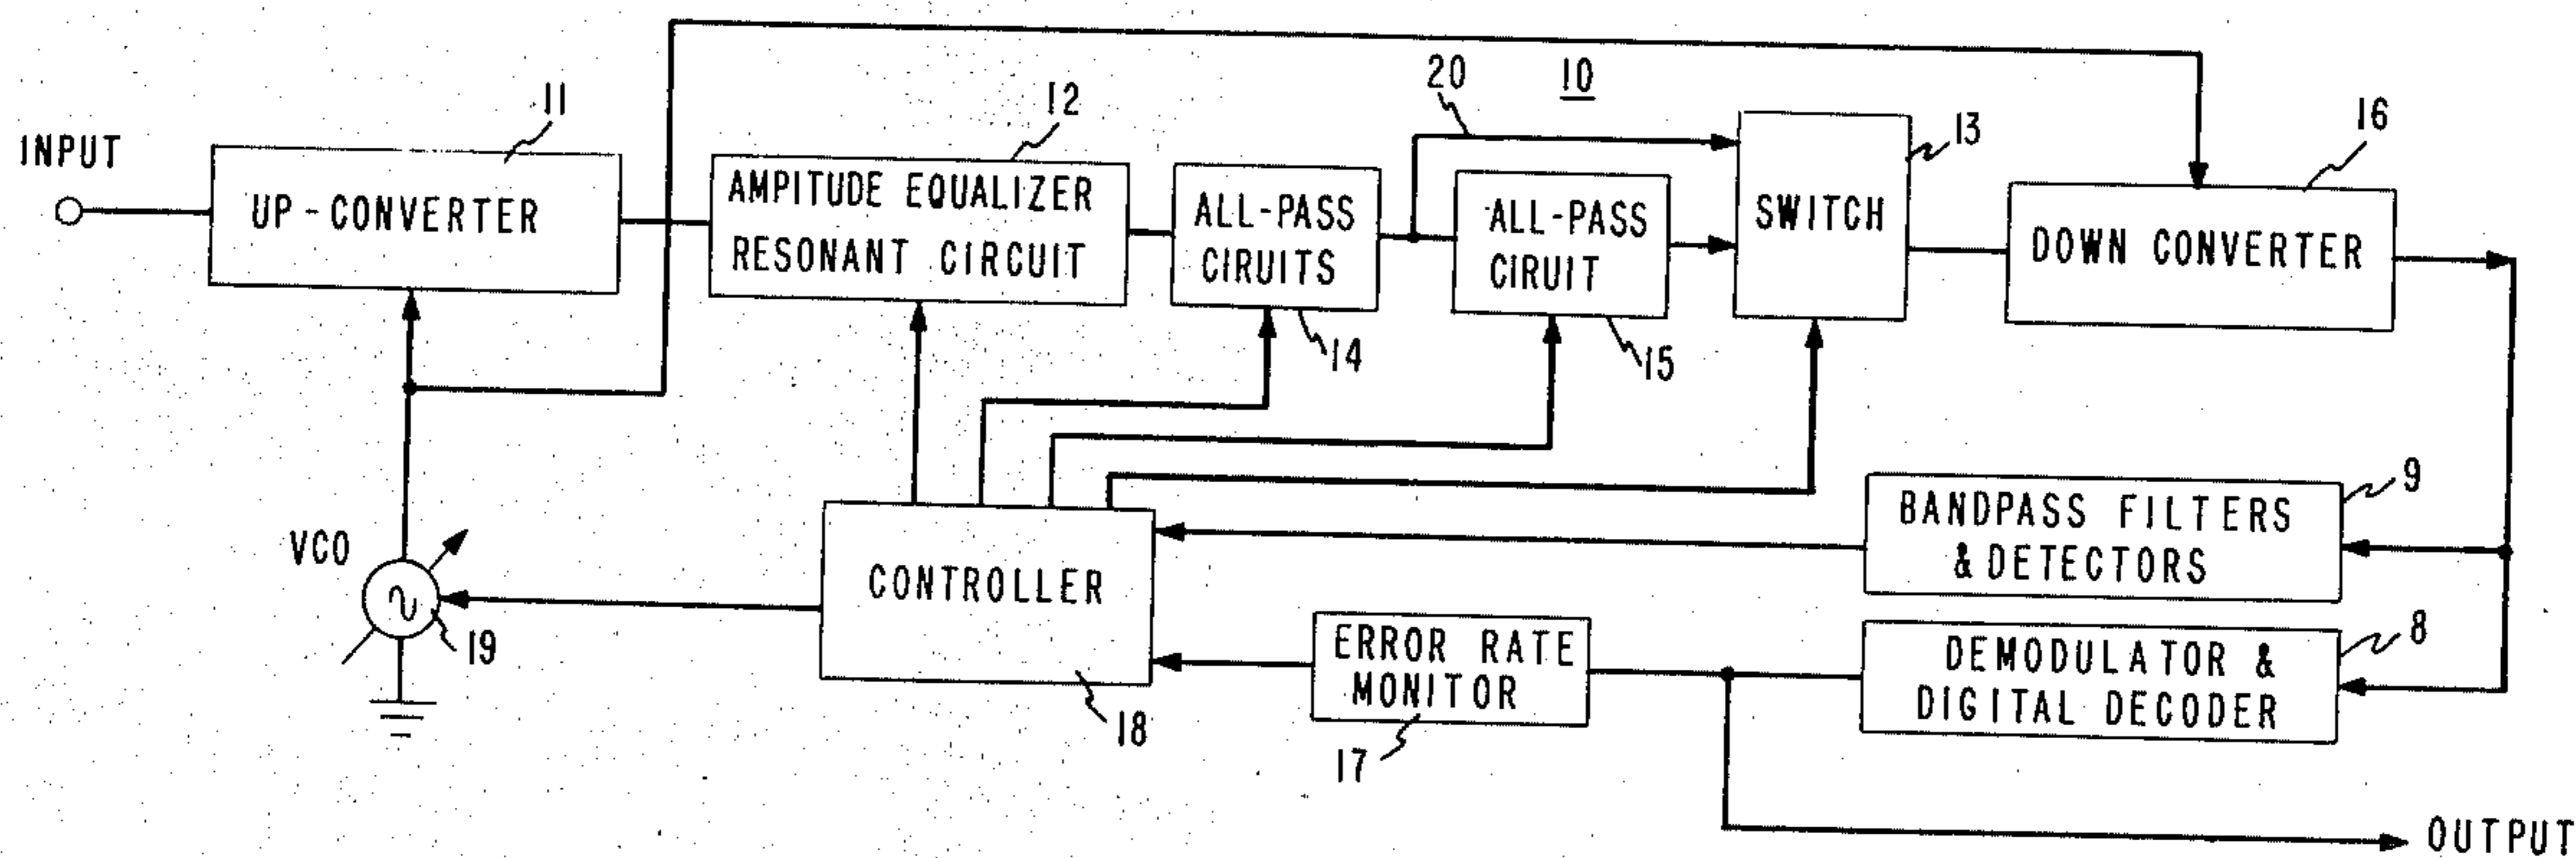 INPUT
11
UP-CONVERTER
12
AMPITUDE EQUALIZER
RESONANT CIRCUIT
ALL-PASS
CIRUITS
14
20
10
ALL-PASS
CIRUIT
15
13
SWITCH
16
DOWN CONVERTER
VCO
19
CONTROLLER
18
9
BANDPASS FILTERS
& DETECTORS
ERROR RATE
MONITOR
17
8
DEMODULATOR &
DIGITAL DECODER
OUTPUT